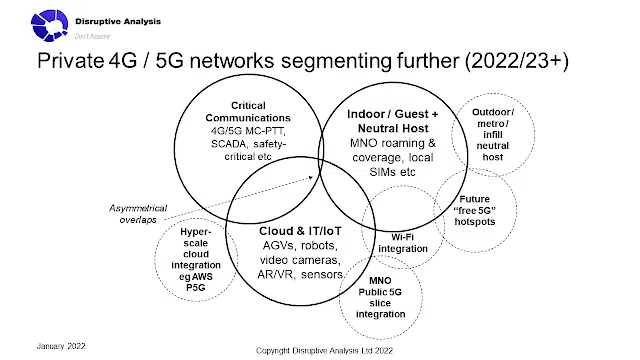 Disruptive Analysis
Don't Assume
Private 4G / 5G networks segmenting further (2022/23+)
Critical
Communications
4G/5G MC-PTT,
SCADA, safety-
critical etc
Indoor / Guest +
Neutral Host
MNO roaming &
coverage, local
SIMs etc
Outdoor /
metro /
infill
neutral
host
Asymmetrical
overlaps
Future
“free 5G”
hotspots
Hyper-
scale
cloud
integration
eg AWS
P5G
Cloud & IT/IoT
AGVs, robots,
video cameras,
AR/VR, sensors.
Wi-Fi
integration
MNO
Public 5G
slice
integration
January 2022
Copyright Disruptive Analysis Ltd 2022